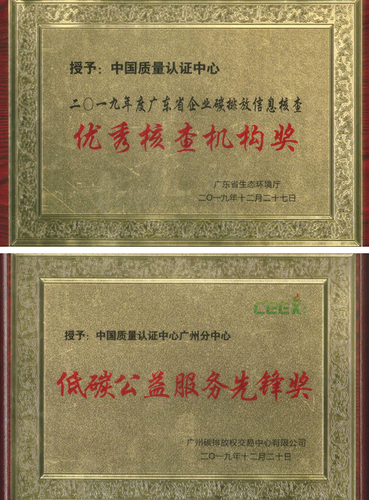 授予：中国质量认证中心
二〇一九年度广东省企业碳排放信息核查
优秀核查机构奖
广东省生态环境厅
二〇一九年十二月二十七日
CEEX
授予：中国质量认证中心广州分中心
低碳公益服务先锋奖
广州碳排放权交易中心有限公司
二〇一九年十二月二十日